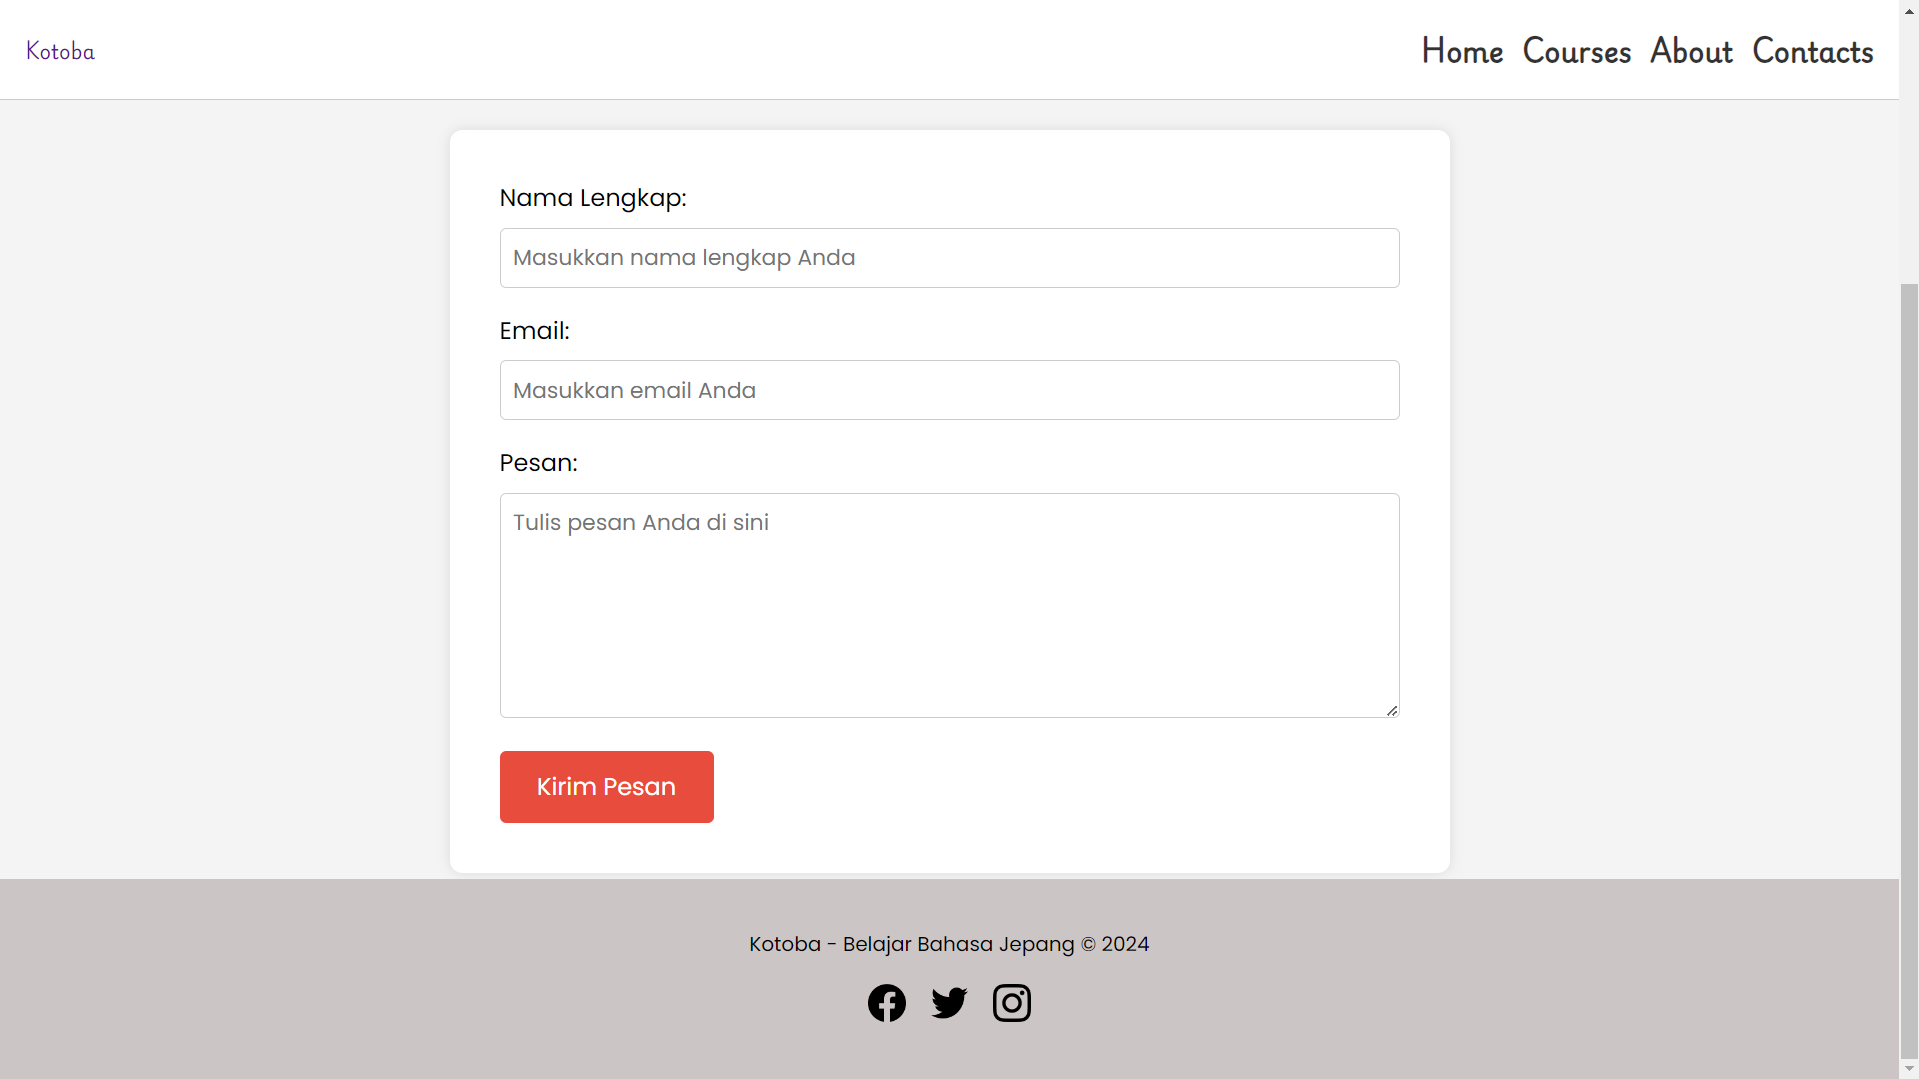 Kotoba
Home Courses About Contacts
Nama Lengkap:
Masukkan nama lengkap Anda
Email:
Masukkan email Anda
Pesan:
Tulis pesan Anda di sini
Kirim Pesan
Kotoba - Belajar Bahasa Jepang © 2024